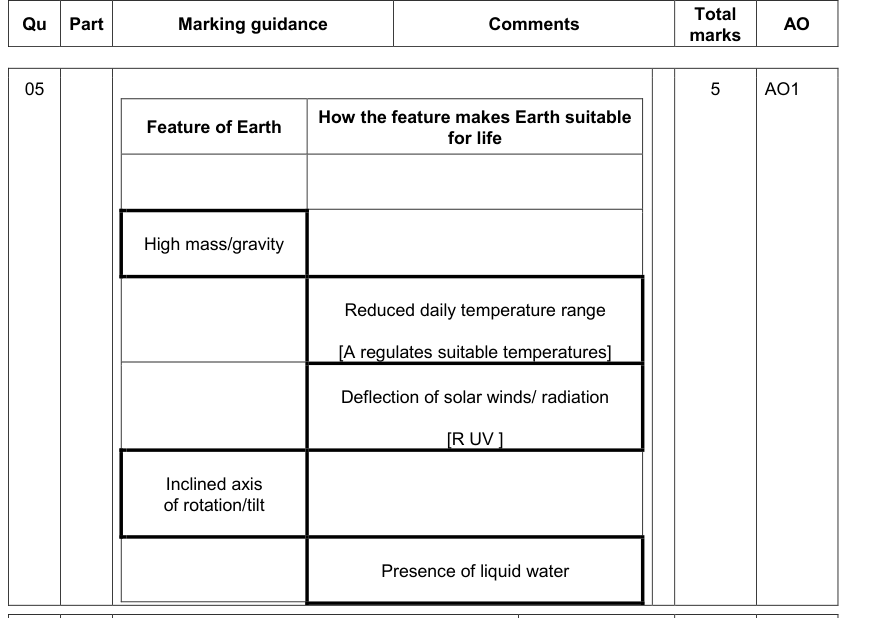 Qu Part Marking guidance Comments Total
marks AO
05 5 AO1
Feature of Earth How the feature makes Earth suitable
for life
High mass/gravity
Reduced daily temperature range
[A regulates suitable temperatures]
Deflection of solar winds/ radiation
[R UV ]
Inclined axis
of rotation/tilt
Presence of liquid water